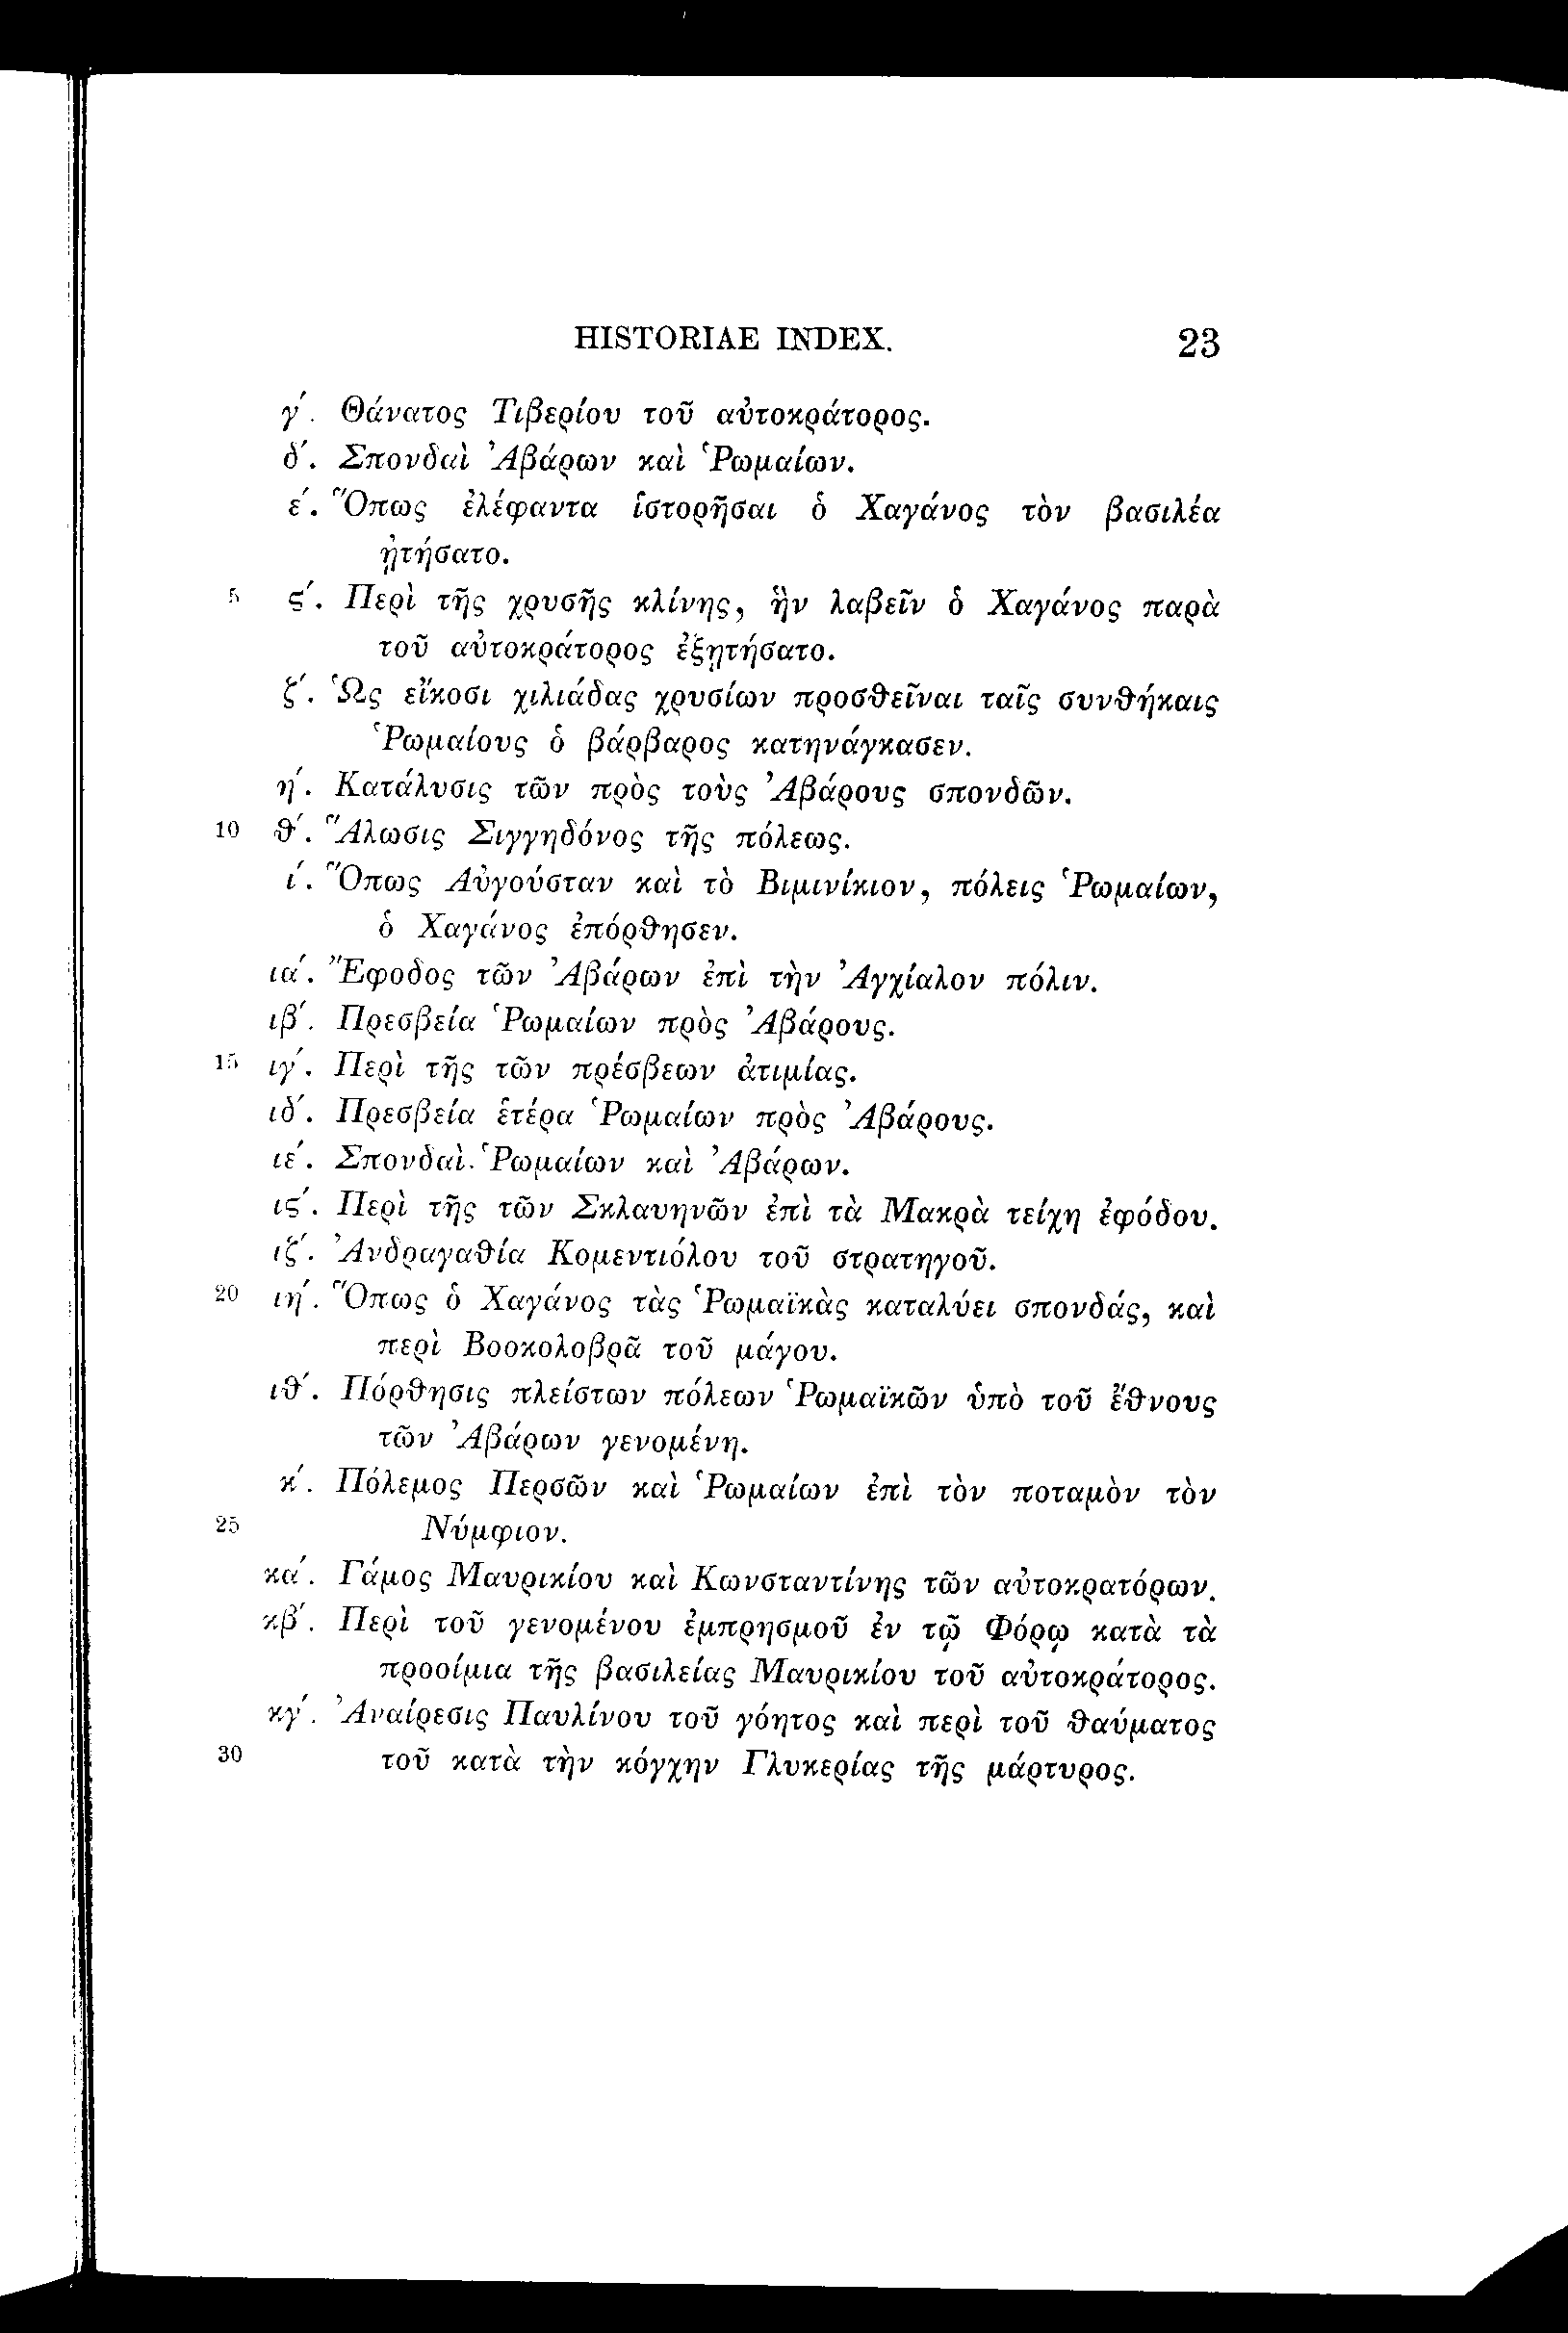 HISTORIAE INDEX. 23
γ΄. Θάνατος Τιβερίου τοῦ αὐτοκράτορος.
δ΄. Σπονδαὶ Ἀβάρων καὶ Ῥωμαίων.
ε΄. Ὅπως ἐλέφαντα ἱστορῆσαι ὁ Χαγάνος τὸν βασιλέα
ᾐτήσατο.
5 ϛ΄. Περὶ τῆς χρυσῆς κλίνης, ἣν λαβεῖν ὁ Χαγάνος παρὰ
τοῦ αὐτοκράτορος ἐξῃτήσατο.
ζ΄. Ὡς εἴκοσι χιλιάδας χρυσίων προσθεῖναι ταῖς συνθήκαις
Ῥωμαίους ὁ βάρβαρος κατηνάγκασεν.
η΄. Κατάλυσις τῶν πρὸς τοὺς Ἀβάρους σπονδῶν.
10 θ΄. Ἅλωσις Σιγγηδόνος τῆς πόλεως.
ι΄. Ὅπως Αὐγούσταν καὶ τὸ Βιμινίκιον, πόλεις Ῥωμαίων,
ὁ Χαγάνος ἐπόρθησεν.
ια΄. Ἔφοδος τῶν Ἀβάρων ἐπὶ τὴν Ἀγχίαλον πόλιν.
ιβ΄. Πρεσβεία Ῥωμαίων πρὸς Ἀβάρους.
15 ιγ΄. Περὶ τῆς τῶν πρέσβεων ἀτιμίας.
ιδ΄. Πρεσβεία ἑτέρα Ῥωμαίων πρὸς Ἀβάρους.
ιε΄. Σπονδαὶ Ῥωμαίων καὶ Ἀβάρων.
ιϛ΄. Περὶ τῆς τῶν Σκλαυηνῶν ἐπὶ τὰ Μακρὰ τείχη ἐφόδου.
ιζ΄. Ἀνδραγαθία Κομεντιόλου τοῦ στρατηγοῦ.
20 ιη΄. Ὅπως ὁ Χαγάνος τὰς Ῥωμαϊκὰς καταλύει σπονδάς, καὶ
περὶ Βοοκολοβρᾶ τοῦ μάγου.
ιθ΄. Πόρθησις πλείστων πόλεων Ῥωμαϊκῶν ὑπὸ τοῦ ἔθνους
τῶν Ἀβάρων γενομένη.
κ΄. Πόλεμος Περσῶν καὶ Ῥωμαίων ἐπὶ τὸν ποταμὸν τὸν
25 Νύμφιον.
κα΄. Γάμος Μαυρικίου καὶ Κωνσταντίνης τῶν αὐτοκρατόρων.
κβ΄. Περὶ τοῦ γενομένου ἐμπρησμοῦ ἐν τῷ Φόρῳ κατὰ τὰ
προοίμια τῆς βασιλείας Μαυρικίου τοῦ αὐτοκράτορος.
κγ΄. Ἀναίρεσις Παυλίνου τοῦ γόητος καὶ περὶ τοῦ θαύματος
30 τοῦ κατὰ τὴν κόγχην Γλυκερίας τῆς μάρτυρος.